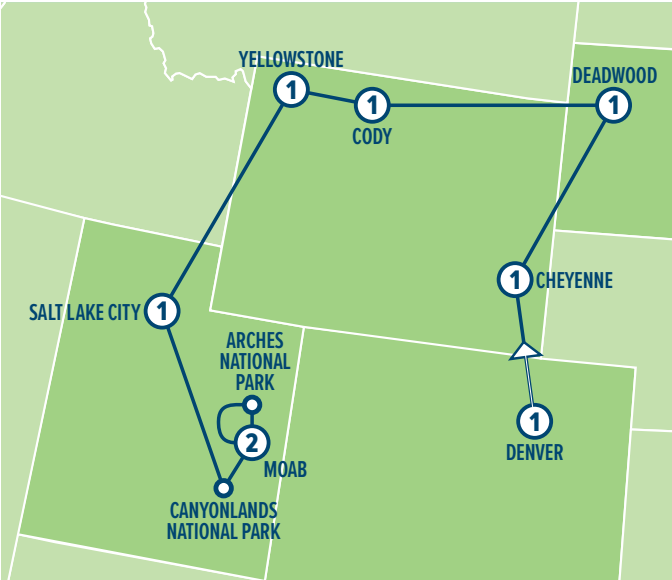 YELLOWSTONE
1
1
CODY
DEADWOOD
1
1
CHEYENNE
SALT LAKE CITY
1
ARCHES
NATIONAL
PARK
2
MOAB
CANYONLANDS
NATIONAL PARK
1
DENVER